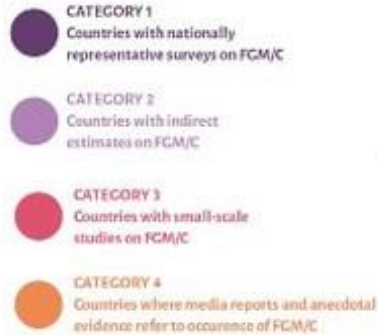 CATEGORY 1
Countries with nationally
representative surveys on FGM/C
CATEGORY 2
Countries with indirect
estimates on FGM/C
CATEGORY 3
Countries with small-scale
studies on FGM/C
CATEGORY 4
Countries where media reports and anecdotal
evidence refer to occurence of FGM/C